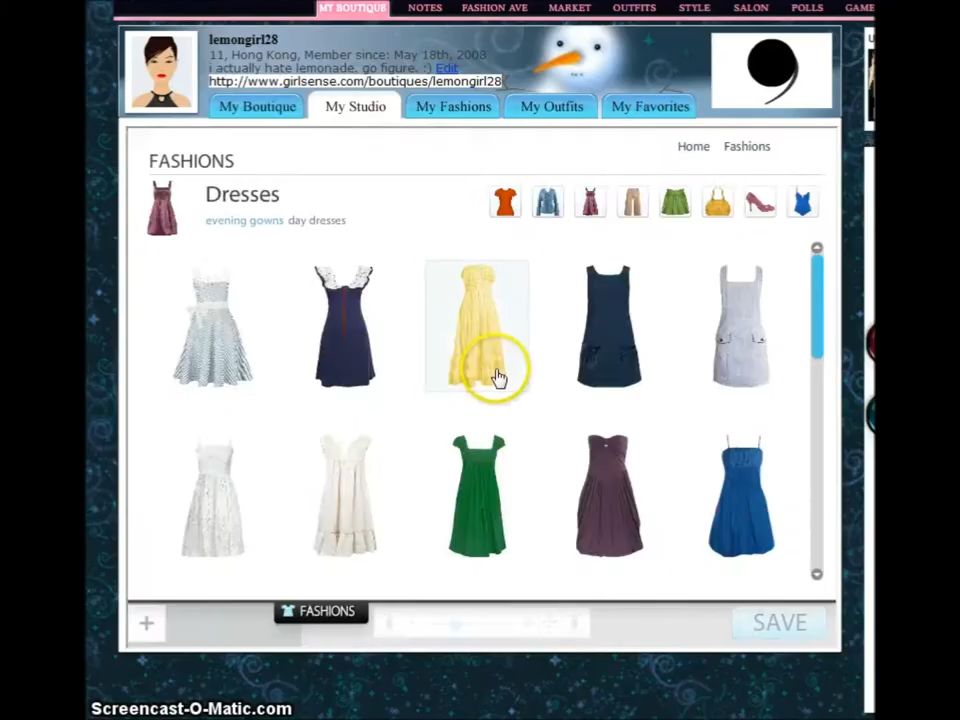 MY BOUTIQUE NOTES FASHION AVE MARKET OUTFITS STYLE SALON POLLS GAME
lemongirl28
11, Hong Kong, Member since: May 18th, 2008
i actually hate lemonade. go figure. :) Edit
http://www.girlsense.com/boutiques/lemongirl28
My Boutique My Studio My Fashions My Outfits My Favorites
Home Fashions
FASHIONS
Dresses
evening gowns day dresses
FASHIONS
SAVE
Screencast-O-Matic.com